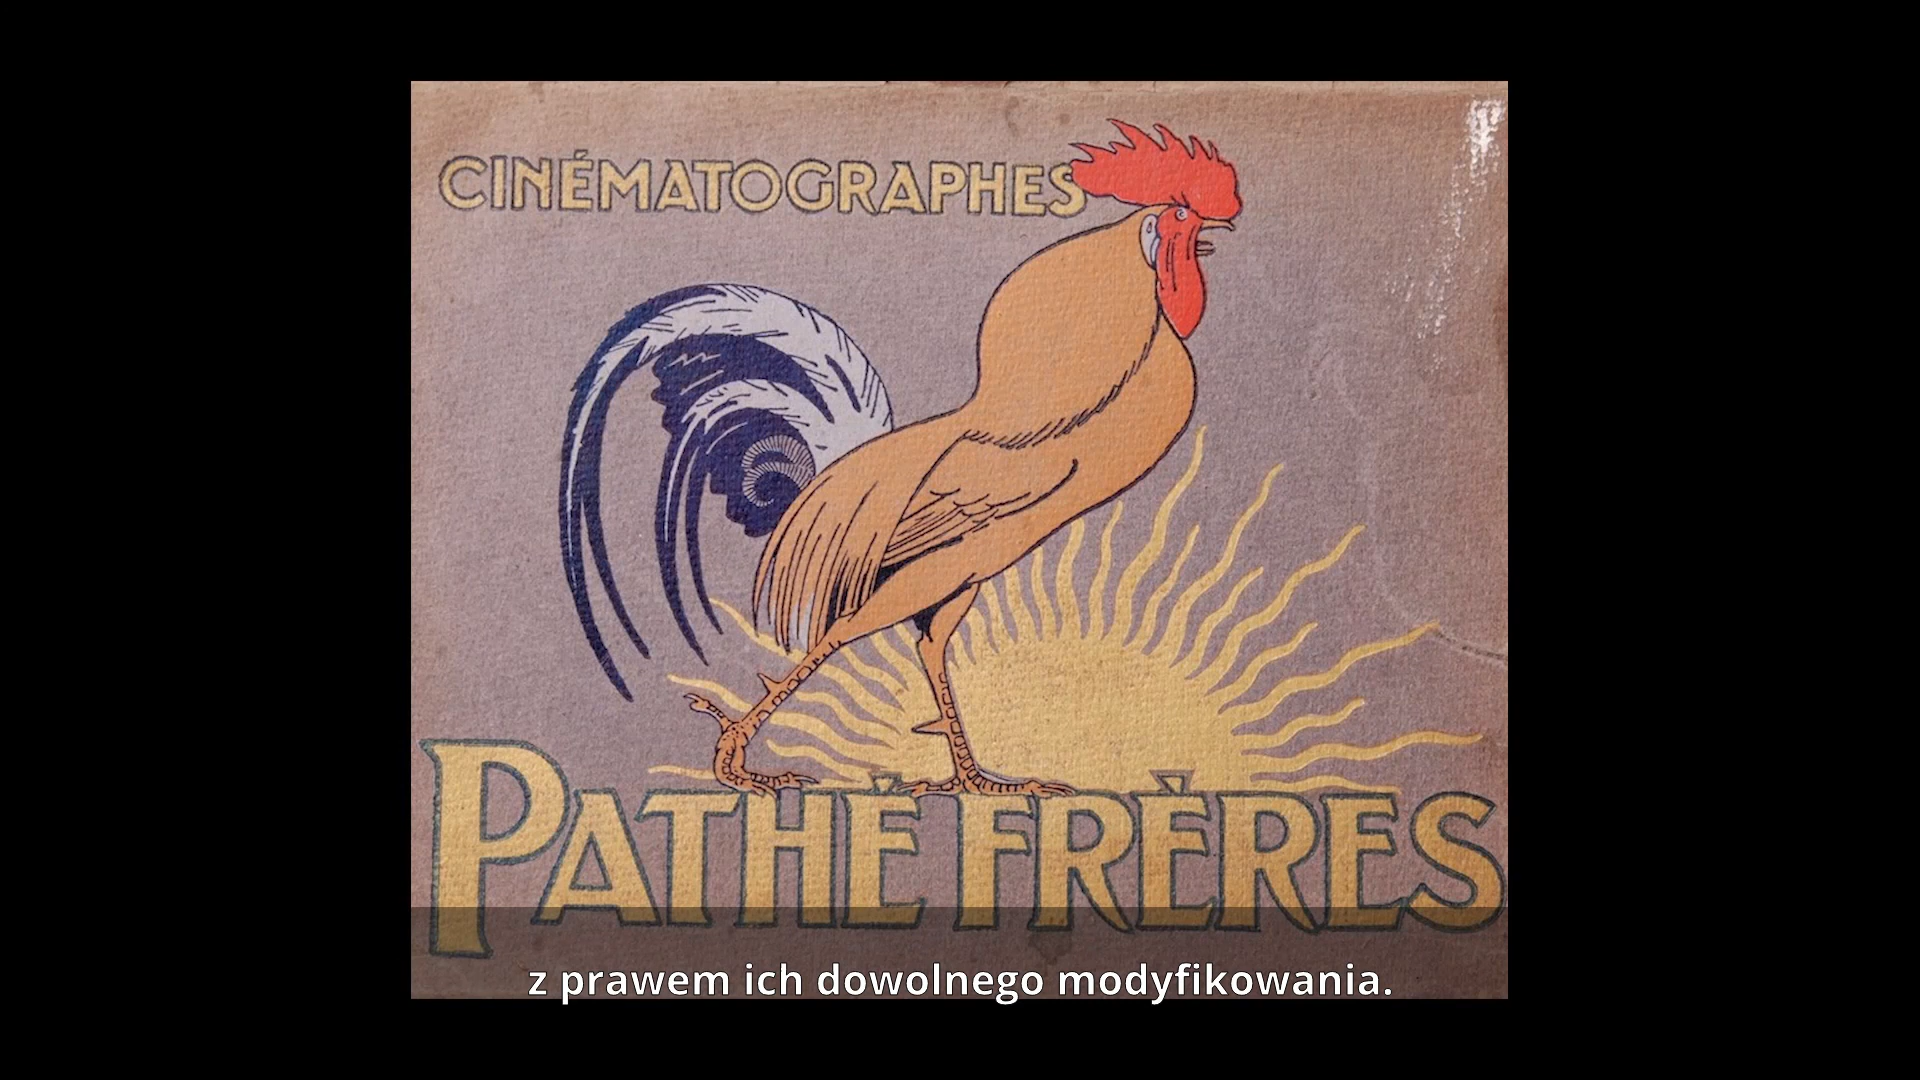 CINÉMATOGRAPHES
PATHÉ FRÈRES
z prawem ich dowolnego modyfikowania.